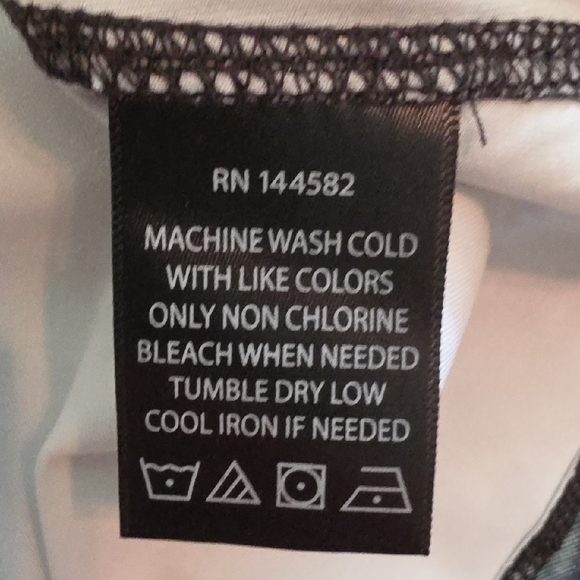 RN 144582
MACHINE WASH COLD
WITH LIKE COLORS
ONLY NON CHLORINE
BLEACH WHEN NEEDED
TUMBLE DRY LOW
COOL IRON IF NEEDED